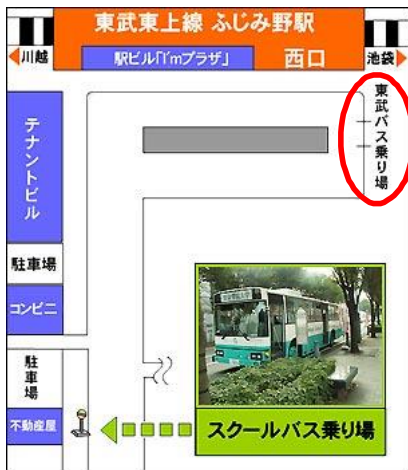 東武東上線 ふじみ野駅
川越
駅ビル「I'mプラザ」
西口
池袋
東武バス乗り場
テナントビル
駐車場
コンビニ
駐車場
不動産屋
スクールバス乗り場